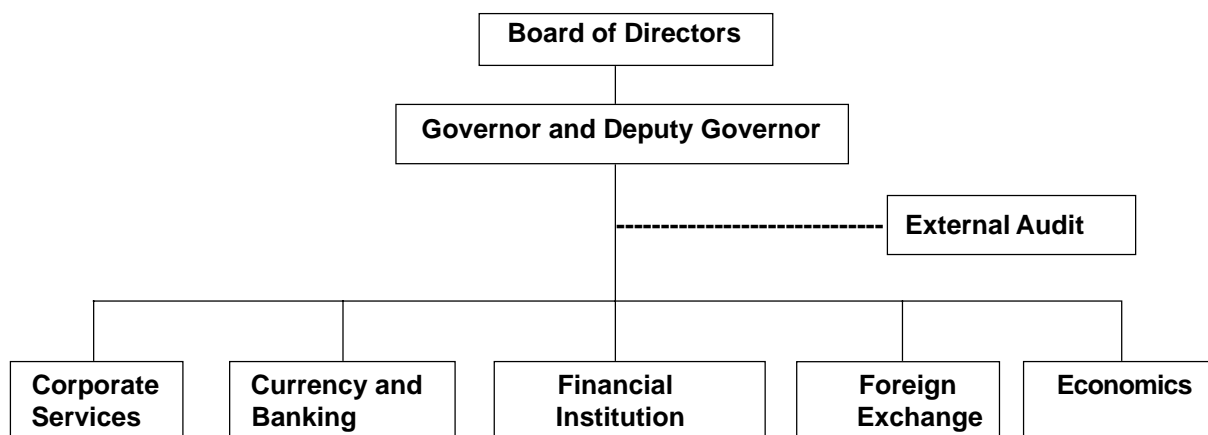 Board of Directors
Governor and Deputy Governor
External Audit
Corporate
Services
Currency and
Banking
Financial
Institution
Foreign
Exchange
Economics